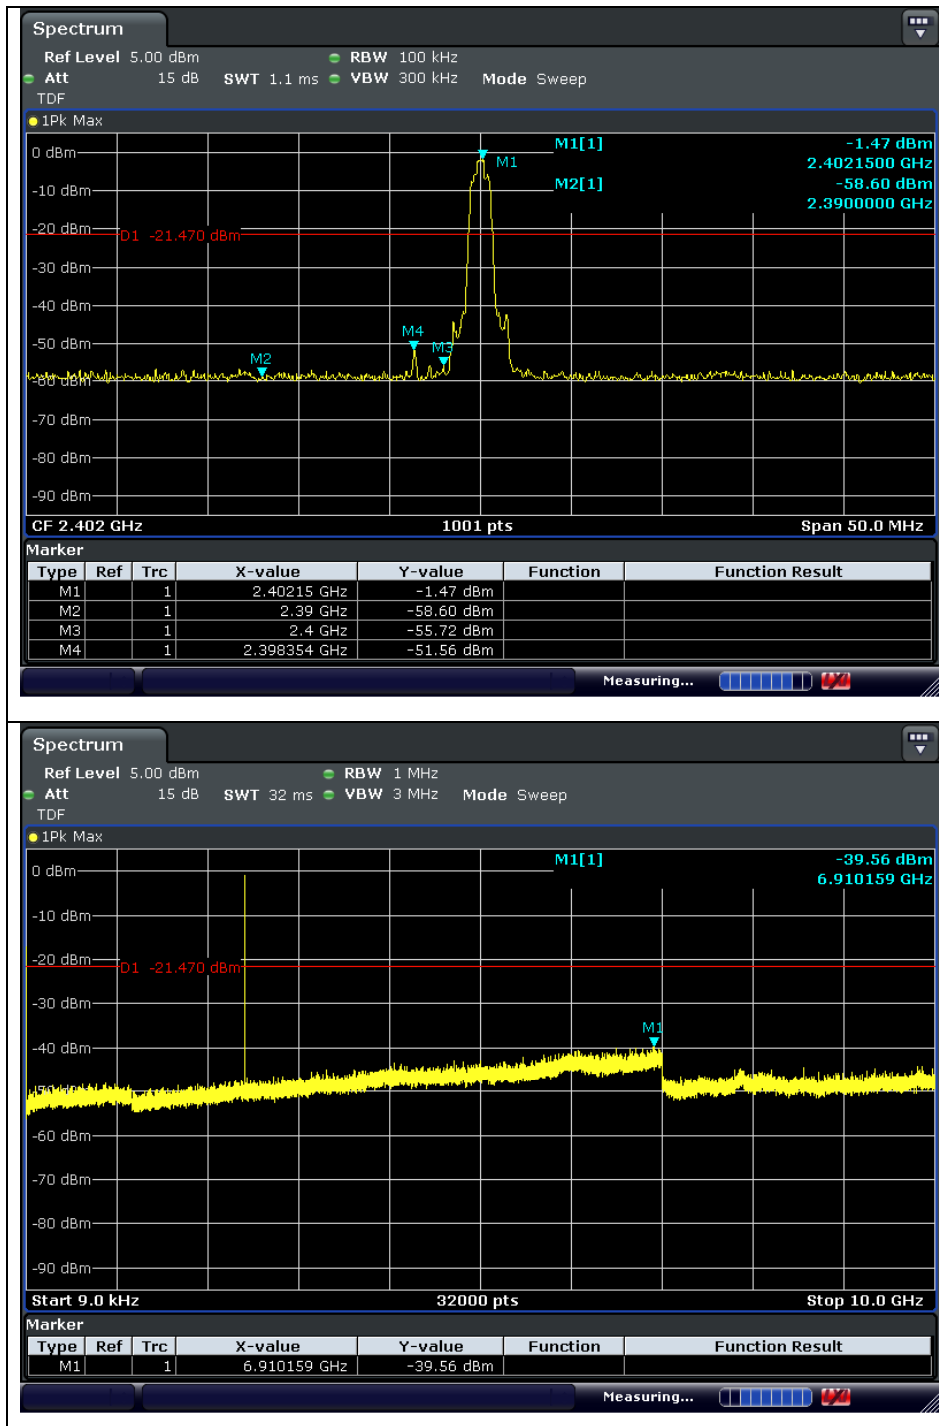 Spectrum
Ref Level 5.00 dBm RBW 100 kHz
Att 15 dB SWT 1.1 ms VBW 300 kHz Mode Sweep
TDF
1Pk Max
M1[1] -1.47 dBm
2.4021500 GHz
M2[1] -58.60 dBm
2.3900000 GHz
0 dBm
M1
-10 dBm
-20 dBm
D1 -21.470 dBm
-30 dBm
-40 dBm
M4
-50 dBm
M3
M2
-60 dBm
-70 dBm
-80 dBm
-90 dBm
CF 2.402 GHz 1001 pts Span 50.0 MHz
Marker
Type Ref Trc X-value Y-value Function Function Result
M1 1 2.40215 GHz -1.47 dBm
M2 1 2.39 GHz -58.60 dBm
M3 1 2.4 GHz -55.72 dBm
M4 1 2.398354 GHz -51.56 dBm
Measuring...
Spectrum
Ref Level 5.00 dBm RBW 1 MHz
Att 15 dB SWT 32 ms VBW 3 MHz Mode Sweep
TDF
1Pk Max
M1[1] -39.56 dBm
6.910159 GHz
0 dBm
-10 dBm
-20 dBm
D1 -21.470 dBm
-30 dBm
M1
-40 dBm
-50 dBm
-60 dBm
-70 dBm
-80 dBm
-90 dBm
Start 9.0 kHz 32000 pts Stop 10.0 GHz
Marker
Type Ref Trc X-value Y-value Function Function Result
M1 1 6.910159 GHz -39.56 dBm
Measuring...